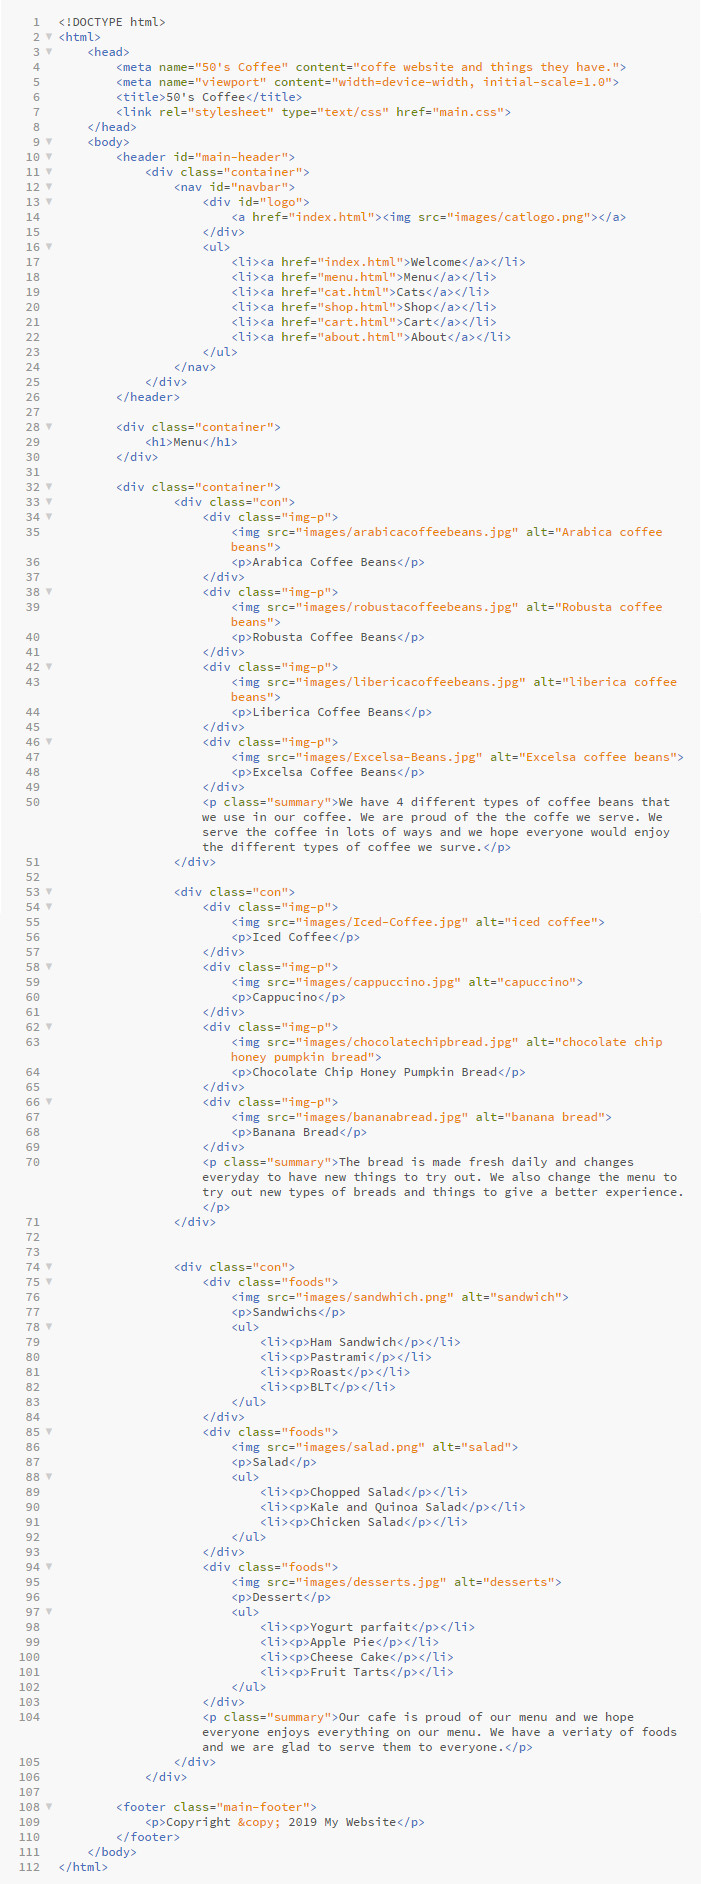 1 <!DOCTYPE html>
2 <html>
3 <head>
4 <meta name="50's Coffee" content="coffe website and things they have.">
5 <meta name="viewport" content="width=device-width, initial-scale=1.0">
6 <title>50's Coffee</title>
7 <link rel="stylesheet" type="text/css" href="main.css">
8 </head>
9 <body>
10 <header id="main-header">
11 <div class="container">
12 <nav id="navbar">
13 <div id="logo">
14 <a href="index.html"><img src="images/catlogo.png"></a>
15 </div>
16 <ul>
17 <li><a href="index.html">Welcome</a></li>
18 <li><a href="menu.html">Menu</a></li>
19 <li><a href="cat.html">Cats</a></li>
20 <li><a href="shop.html">Shop</a></li>
21 <li><a href="cart.html">Cart</a></li>
22 <li><a href="about.html">About</a></li>
23 </ul>
24 </nav>
25 </div>
26 </header>
27
28 <div class="container">
29 <h1>Menu</h1>
30 </div>
31
32 <div class="container">
33 <div class="con">
34 <div class="img-p">
35 <img src="images/arabicacoffeebeans.jpg" alt="Arabica coffee
beans">
36 <p>Arabica Coffee Beans</p>
37 </div>
38 <div class="img-p">
39 <img src="images/robustacoffeebeans.jpg" alt="Robusta coffee
beans">
40 <p>Robusta Coffee Beans</p>
41 </div>
42 <div class="img-p">
43 <img src="images/libericacoffeebeans.jpg" alt="liberica coffee
beans">
44 <p>Liberica Coffee Beans</p>
45 </div>
46 <div class="img-p">
47 <img src="images/Excelsa-Beans.jpg" alt="Excelsa coffee beans">
48 <p>Excelsa Coffee Beans</p>
49 </div>
50 <p class="summary">We have 4 different types of coffee beans that
we use in our coffee. We are proud of the the coffe we serve. We
serve the coffee in lots of ways and we hope everyone would enjoy
the different types of coffee we surve.</p>
51 </div>
52
53 <div class="con">
54 <div class="img-p">
55 <img src="images/Iced-Coffee.jpg" alt="iced coffee">
56 <p>Iced Coffee</p>
57 </div>
58 <div class="img-p">
59 <img src="images/cappuccino.jpg" alt="capuccino">
60 <p>Cappucino</p>
61 </div>
62 <div class="img-p">
63 <img src="images/chocolatechipbread.jpg" alt="chocolate chip
honey pumpkin bread">
64 <p>Chocolate Chip Honey Pumpkin Bread</p>
65 </div>
66 <div class="img-p">
67 <img src="images/bananabread.jpg" alt="banana bread">
68 <p>Banana Bread</p>
69 </div>
70 <p class="summary">The bread is made fresh daily and changes
everyday to have new things to try out. We also change the menu to
try out new types of breads and things to give a better experience.
</p>
71 </div>
72
73
74 <div class="con">
75 <div class="foods">
76 <img src="images/sandwhich.png" alt="sandwich">
77 <p>Sandwichs</p>
78 <ul>
79 <li><p>Ham Sandwich</p></li>
80 <li><p>Pastrami</p></li>
81 <li><p>Roast</p></li>
82 <li><p>BLT</p></li>
83 </ul>
84 </div>
85 <div class="foods">
86 <img src="images/salad.png" alt="salad">
87 <p>Salad</p>
88 <ul>
89 <li><p>Chopped Salad</p></li>
90 <li><p>Kale and Quinoa Salad</p></li>
91 <li><p>Chicken Salad</p></li>
92 </ul>
93 </div>
94 <div class="foods">
95 <img src="images/desserts.jpg" alt="desserts">
96 <p>Dessert</p>
97 <ul>
98 <li><p>Yogurt parfait</p></li>
99 <li><p>Apple Pie</p></li>
100 <li><p>Cheese Cake</p></li>
101 <li><p>Fruit Tarts</p></li>
102 </ul>
103 </div>
104 <p class="summary">Our cafe is proud of our menu and we hope
everyone enjoys everything on our menu. We have a veriaty of foods
and we are glad to serve them to everyone.</p>
105 </div>
106 </div>
107
108 <footer class="main-footer">
109 <p>Copyright &copy; 2019 My Website</p>
110 </footer>
111 </body>
112 </html>